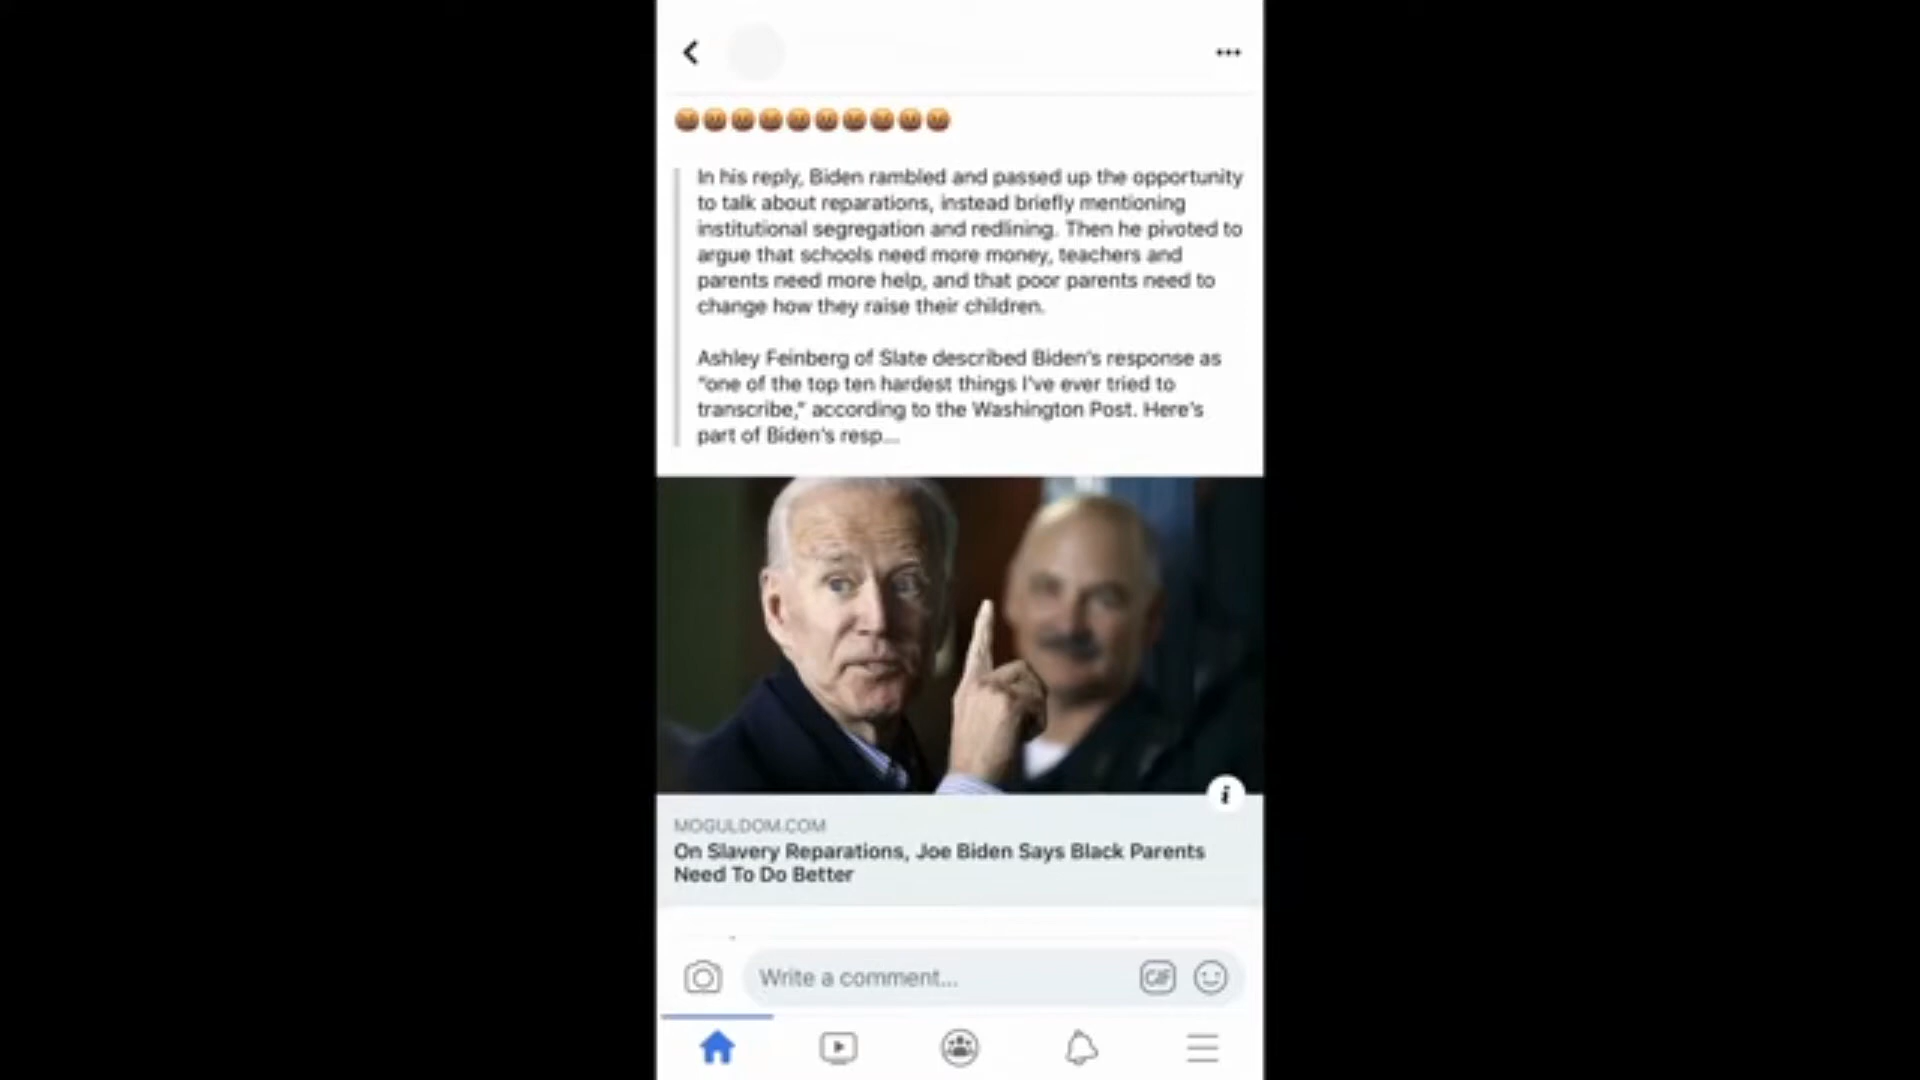 In his reply, Biden rambled and passed up the opportunity
to talk about reparations, instead briefly mentioning
institutional segregation and redlining. Then he pivoted to
argue that schools need more money, teachers and
parents need more help, and that poor parents need to
change how they raise their children.
Ashley Feinberg of Slate described Biden's response as
"one of the top ten hardest things I've ever tried to
transcribe," according to the Washington Post. Here's
part of Biden's resp...
i
MOGULDOM.COM
On Slavery Reparations, Joe Biden Says Black Parents
Need To Do Better
Write a comment...
GIF